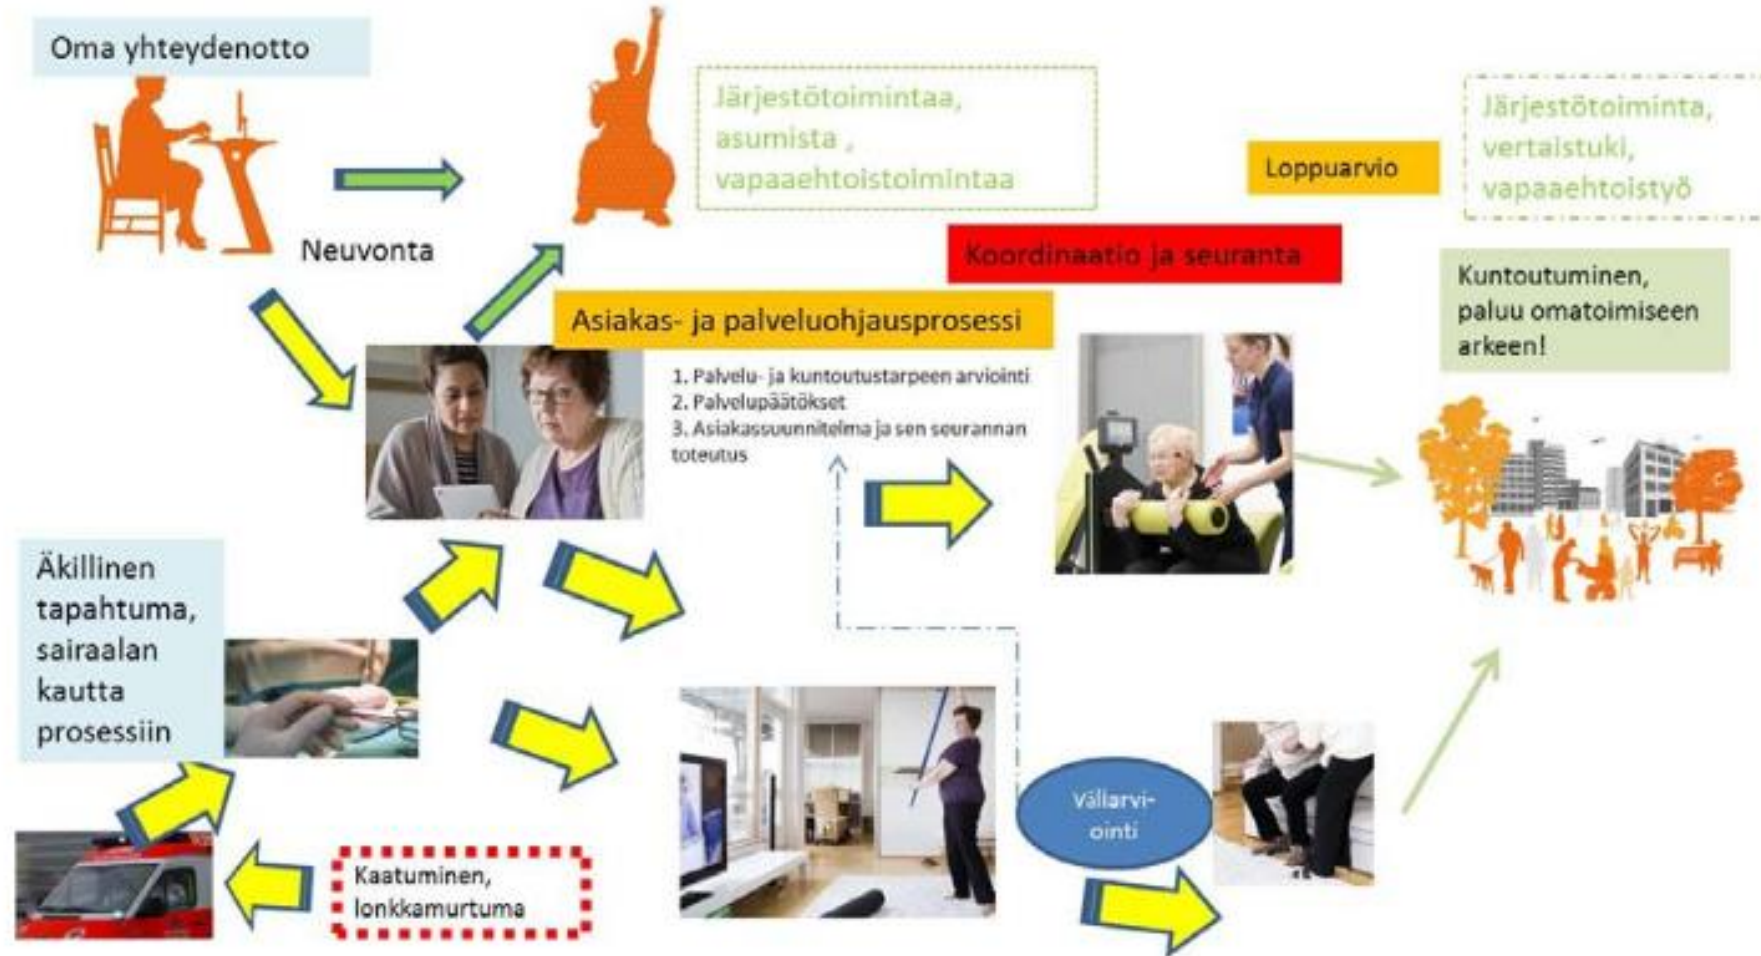 Oma yhteydenotto
Neuvonta
Järjestötoimintaa,
asumista ,
vapaaehtoistoimintaa
Loppuarvio
Järjestötoiminta,
vertaistuki,
vapaaehtoistyö
Koordinaatio ja seuranta
Kuntoutuminen,
paluu omatoimiseen
arkeen!
Asiakas- ja palveluohjausprosessi
1. Palvelu- ja kuntoutustarpeen arviointi
2. Palvelupäätökset
3. Asiakassuunnitelma ja sen seurannan
toteutus
Äkillinen
tapahtuma,
sairaalan
kautta
prosessiin
Kaatuminen,
lonkkamurtuma
Väliarvi-
ointi